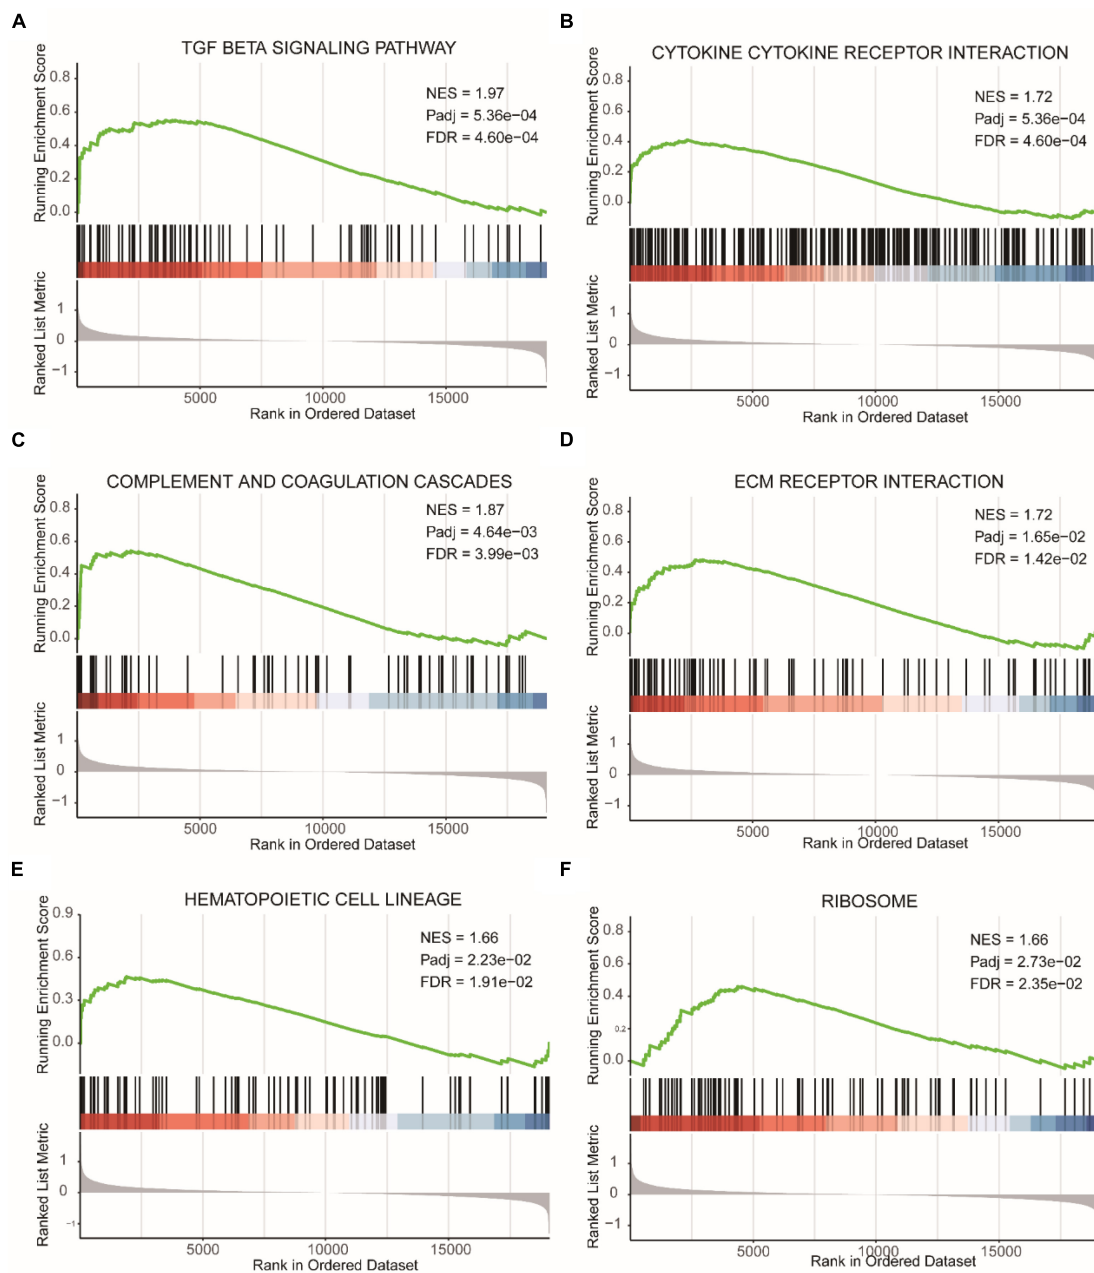 A
TGF BETA SIGNALING PATHWAY
Running Enrichment Score
0.8
0.6
0.4
0.2
0.0
NES = 1.97
Padj = 5.36e−04
FDR = 4.60e−04
Ranked List Metric
1
0
−1
5000
10000
15000
Rank in Ordered Dataset
B
CYTOKINE CYTOKINE RECEPTOR INTERACTION
Running Enrichment Score
0.8
0.6
0.4
0.2
0.0
NES = 1.72
Padj = 5.36e−04
FDR = 4.60e−04
Ranked List Metric
1
0
−1
5000
10000
15000
Rank in Ordered Dataset
C
COMPLEMENT AND COAGULATION CASCADES
Running Enrichment Score
0.8
0.6
0.4
0.2
0.0
NES = 1.87
Padj = 4.64e−03
FDR = 3.99e−03
Ranked List Metric
1
0
−1
5000
10000
15000
Rank in Ordered Dataset
D
ECM RECEPTOR INTERACTION
Running Enrichment Score
0.8
0.6
0.4
0.2
0.0
NES = 1.72
Padj = 1.65e−02
FDR = 1.42e−02
Ranked List Metric
1
0
−1
5000
10000
15000
Rank in Ordered Dataset
E
HEMATOPOIETIC CELL LINEAGE
Running Enrichment Score
0.9
0.6
0.3
0.0
NES = 1.66
Padj = 2.23e−02
FDR = 1.91e−02
Ranked List Metric
1
0
−1
5000
10000
15000
Rank in Ordered Dataset
F
RIBOSOME
Running Enrichment Score
0.8
0.6
0.4
0.2
0.0
NES = 1.66
Padj = 2.73e−02
FDR = 2.35e−02
Ranked List Metric
1
0
−1
5000
10000
15000
Rank in Ordered Dataset